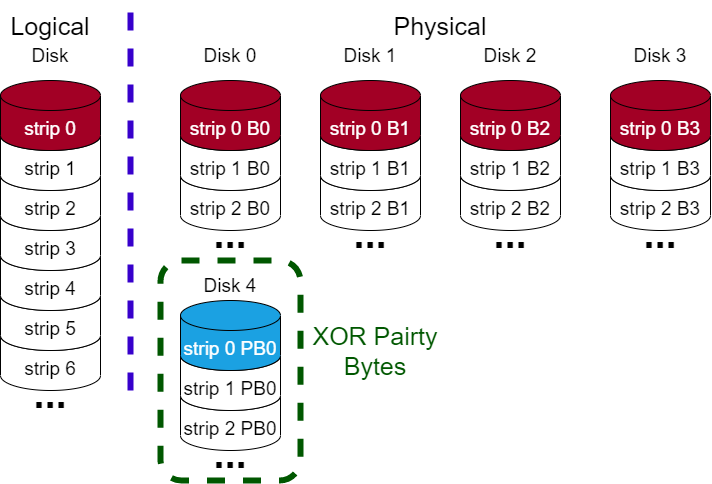 Logical
Physical
Disk
Disk 0
Disk 1
Disk 2
Disk 3
strip 0
strip 1
strip 2
strip 3
strip 4
strip 5
strip 6
...
strip 0 B0
strip 1 B0
strip 2 B0
...
strip 0 B1
strip 1 B1
strip 2 B1
...
strip 0 B2
strip 1 B2
strip 2 B2
...
strip 0 B3
strip 1 B3
strip 2 B3
...
Disk 4
strip 0 PB0
strip 1 PB0
strip 2 PB0
...
XOR Pairty
Bytes